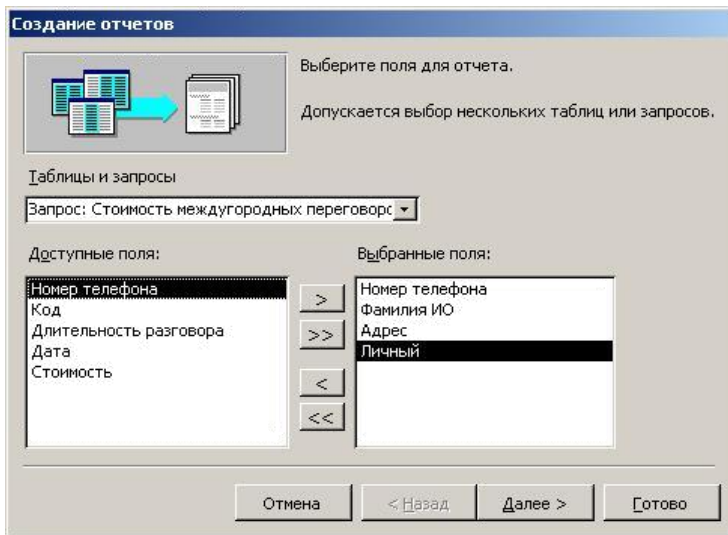 Создание отчетов
Выберите поля для отчета.
Допускается выбор нескольких таблиц или запросов.
Таблицы и запросы
Запрос: Стоимость междугородных переговорс
Доступные поля:
Выбранные поля:
Номер телефона
Код
Длительность разговора
Дата
Стоимость
>
>>
<
<<
Номер телефона
Фамилия ИО
Адрес
Личный
Отмена
< Назад
Далее >
Готово